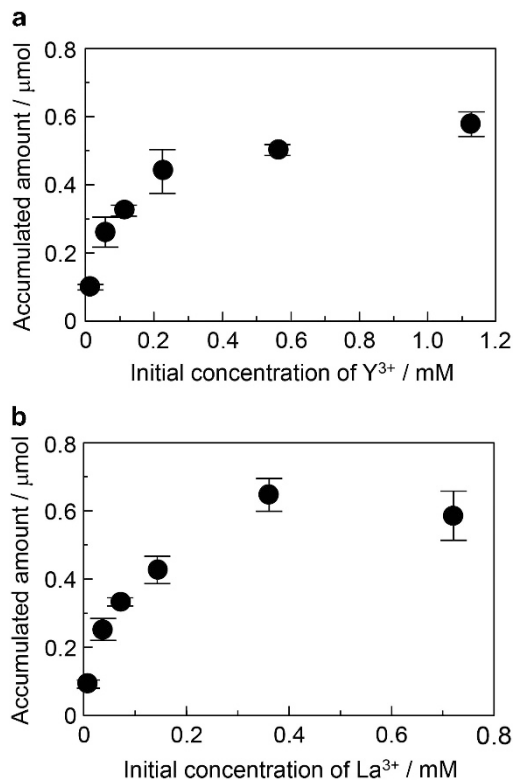 a
0.8
0.6
0.4
0.2
0
0 0.2 0.4 0.6 0.8 1.0 1.2
Accumulated amount / μmol
Initial concentration of Y³⁺ / mM
b
0.8
0.6
0.4
0.2
0
0 0.2 0.4 0.6 0.8
Accumulated amount / μmol
Initial concentration of La³⁺ / mM